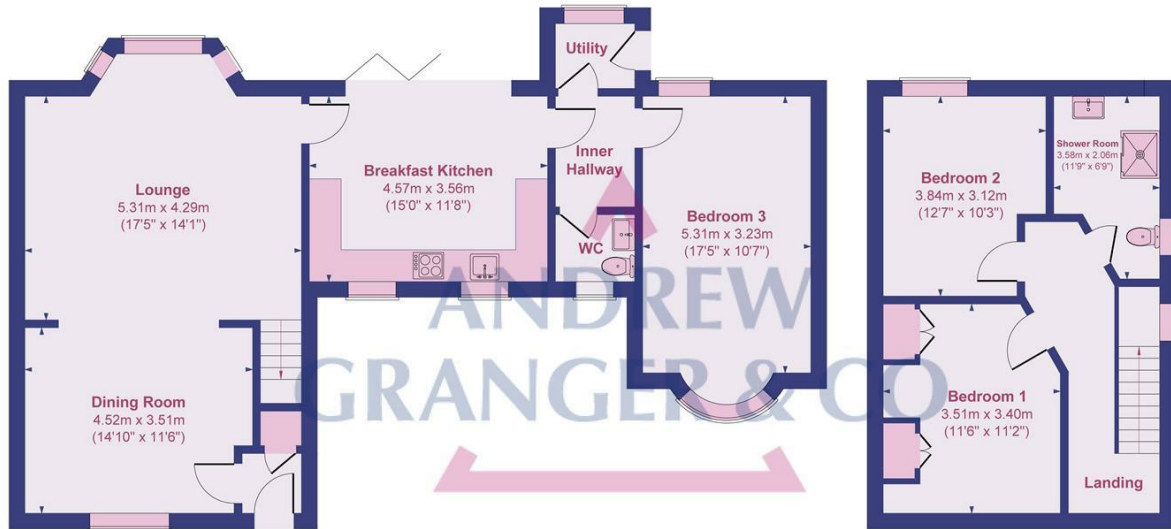 Utility
Lounge
5.31m x 4.29m
(17'5" x 14'1")
Breakfast Kitchen
4.57m x 3.56m
(15'0" x 11'8")
Inner
Hallway
WC
Bedroom 3
5.31m x 3.23m
(17'5" x 10'7")
Dining Room
4.52m x 3.51m
(14'10" x 11'6")
Bedroom 2
3.84m x 3.12m
(12'7" x 10'3")
Shower Room
3.58m x 2.06m
(11'9" x 6'9")
Bedroom 1
3.51m x 3.40m
(11'6" x 11'2")
Landing
ANDREW
GRANGER & CO